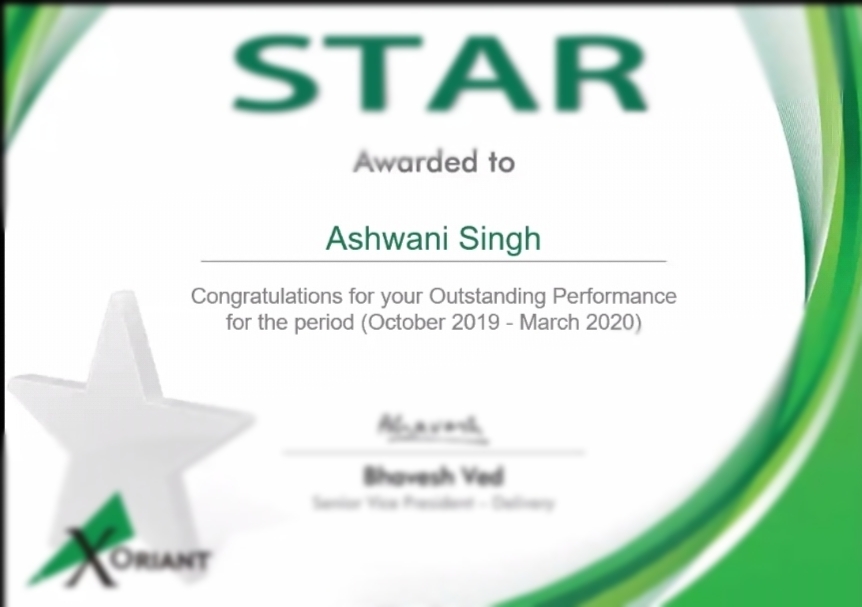 STAR
Awarded to
Ashwani Singh
Congratulations for your Outstanding Performance
for the period (October 2019 - March 2020)
Bhavesh Ved
Senior Vice President - Delivery
XORIANT